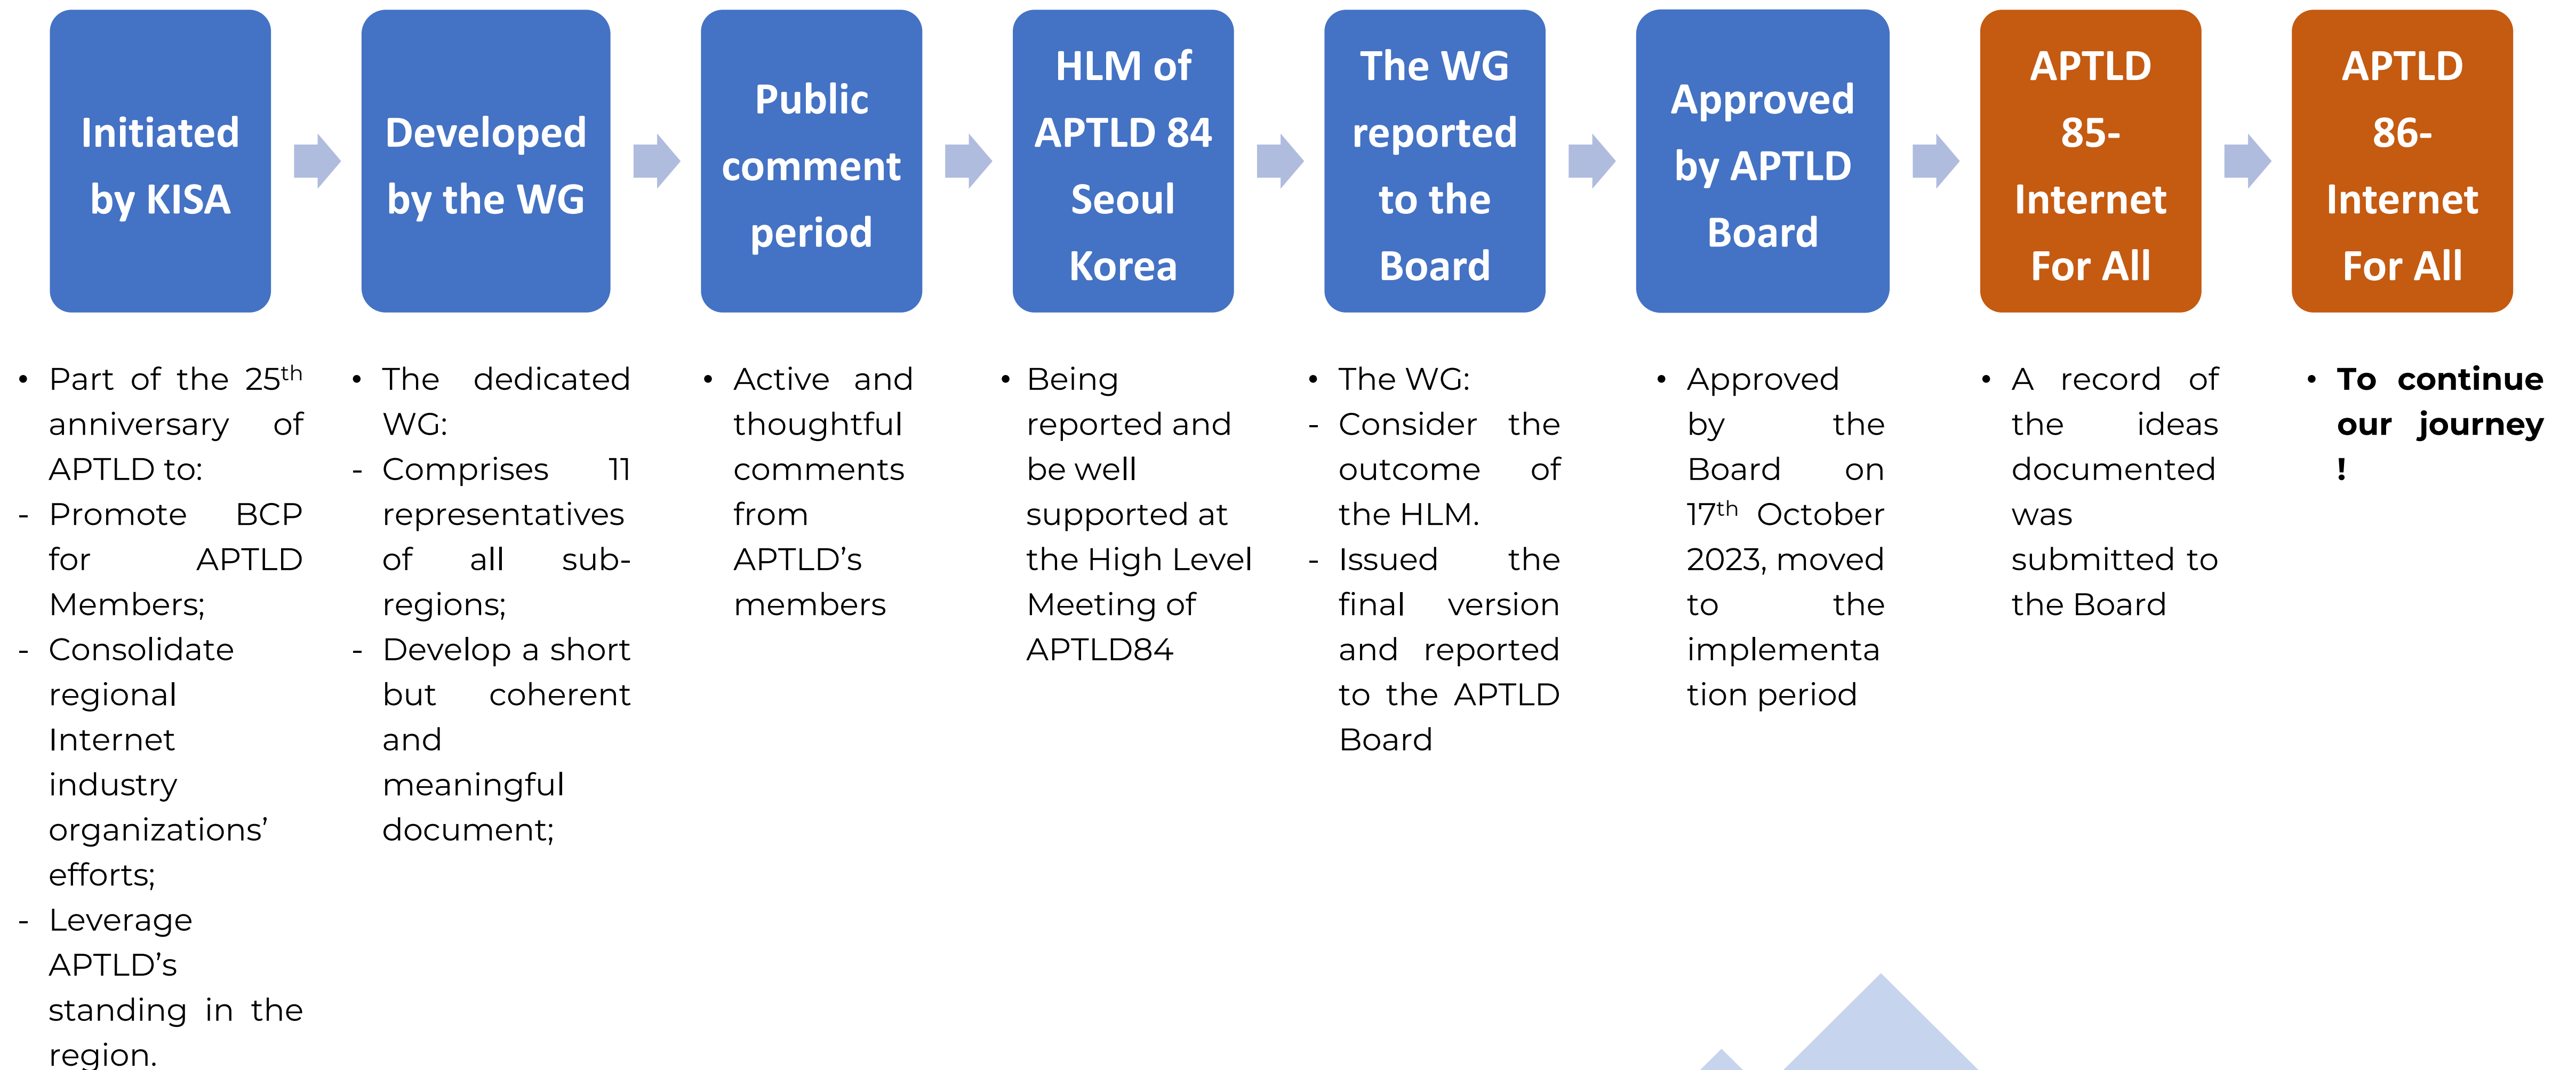 Initiated
by KISA
Developed
by the WG
Public
comment
period
HLM of
APTLD 84
Seoul
Korea
The WG
reported
to the
Board
Approved
by APTLD
Board
APTLD
85-
Internet
For All
APTLD
86-
Internet
For All
• Part of the 25th
anniversary of
APTLD to:
- Promote BCP
for APTLD
Members;
- Consolidate
regional
Internet
industry
organizations’
efforts;
- Leverage
APTLD’s
standing in the
region.
• The dedicated
WG:
- Comprises 11
representatives
of all sub-
regions;
- Develop a short
but coherent
and
meaningful
document;
• Active and
thoughtful
comments
from
APTLD’s
members
• Being
reported and
be well
supported at
the High Level
Meeting of
APTLD84
• The WG:
- Consider the
outcome of
the HLM.
- Issued the
final version
and reported
to the APTLD
Board
• Approved
by the
Board on
17th October
2023, moved
to the
implementa
tion period
• A record of
the ideas
documented
was
submitted to
the Board
• To continue
our journey
!